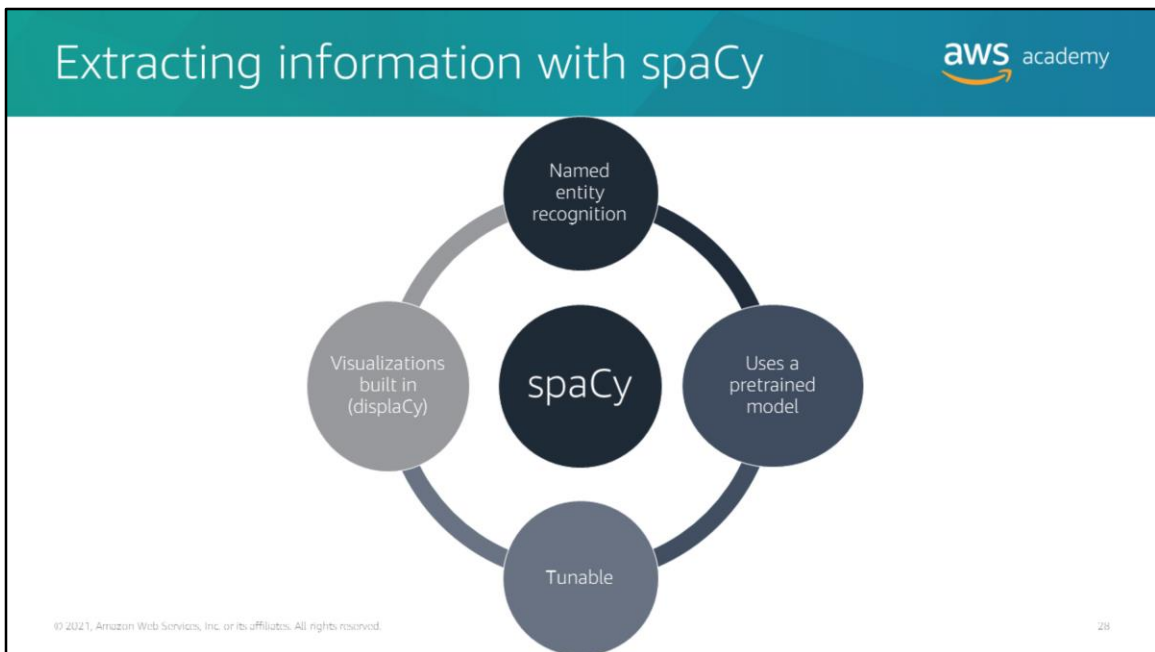 Extracting information with spaCy
aws academy
Named
entity
recognition
Visualizations
built in
(displaCy)
spaCy
Uses a
pretrained
model
Tunable
© 2021, Amazon Web Services, Inc. or its affiliates. All rights reserved.
28